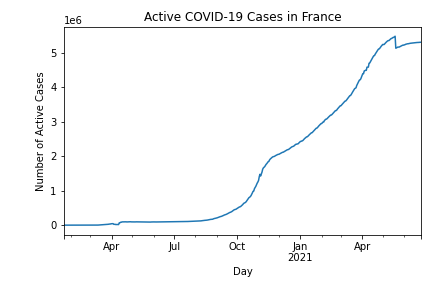 Active COVID-19 Cases in France
1e6
5
4
3
2
1
0
Number of Active Cases
Apr
Jul
Oct
Jan
2021
Apr
Day